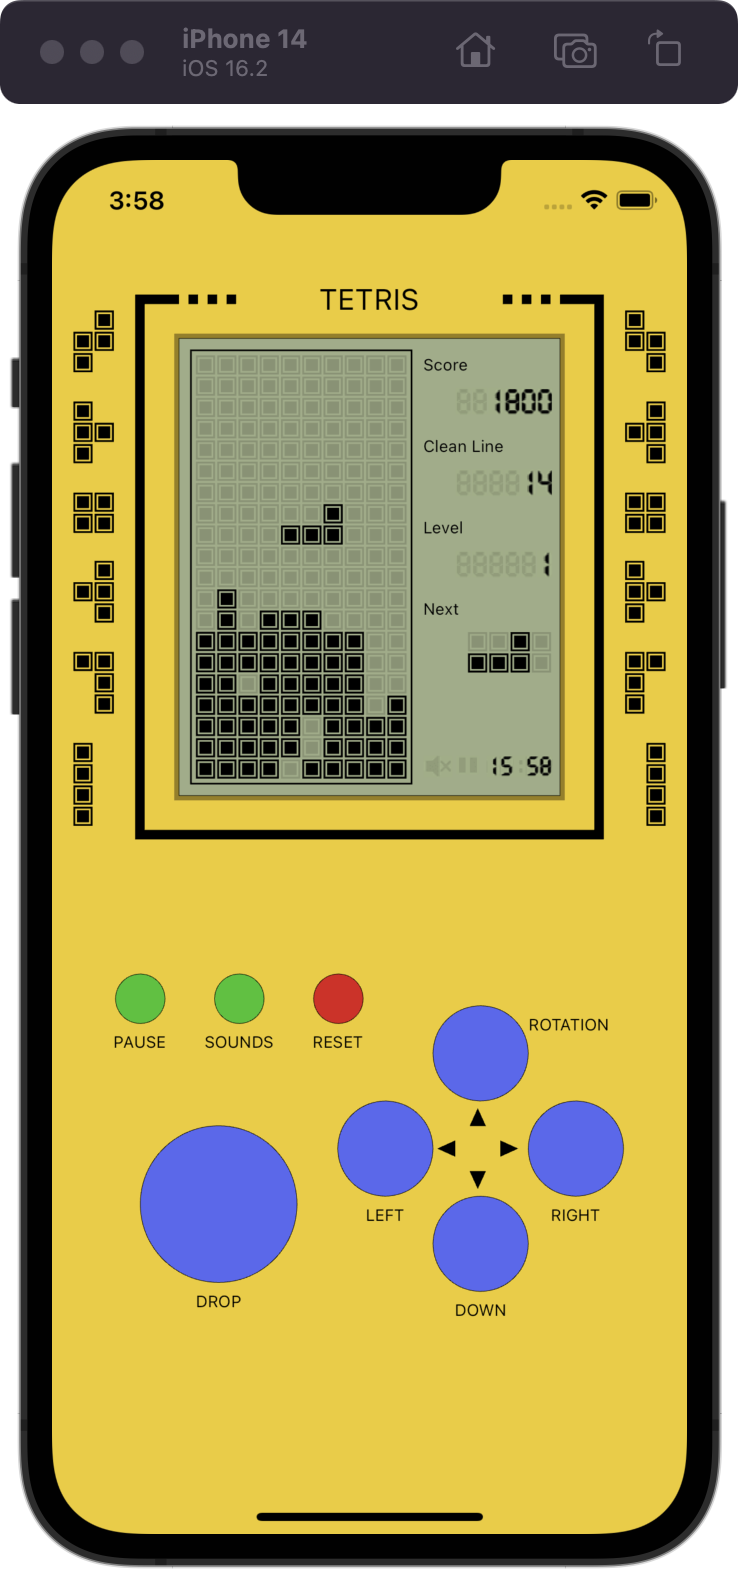 iPhone 14
iOS 16.2
3:58
TETRIS
Score
1800
Clean Line
14
Level
1
Next
15:58
PAUSE
SOUNDS
RESET
ROTATION
LEFT
RIGHT
DROP
DOWN